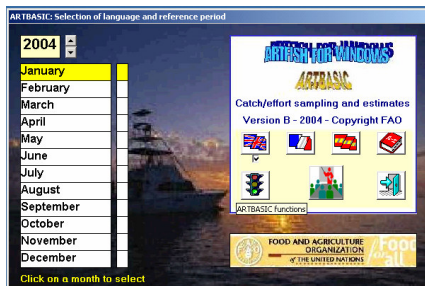 ARTBASIC: Selection of language and reference period
2004
January
February
March
April
May
June
July
August
September
October
November
December
Click on a month to select
ARTFISH FOR WINDOWS
ARTBASIC
Catch/effort sampling and estimates
Version B - 2004 - Copyright FAO
ARTBASIC functions
FOOD AND AGRICULTURE
ORGANIZATION
of THE UNITED NATIONS
Food
for
all